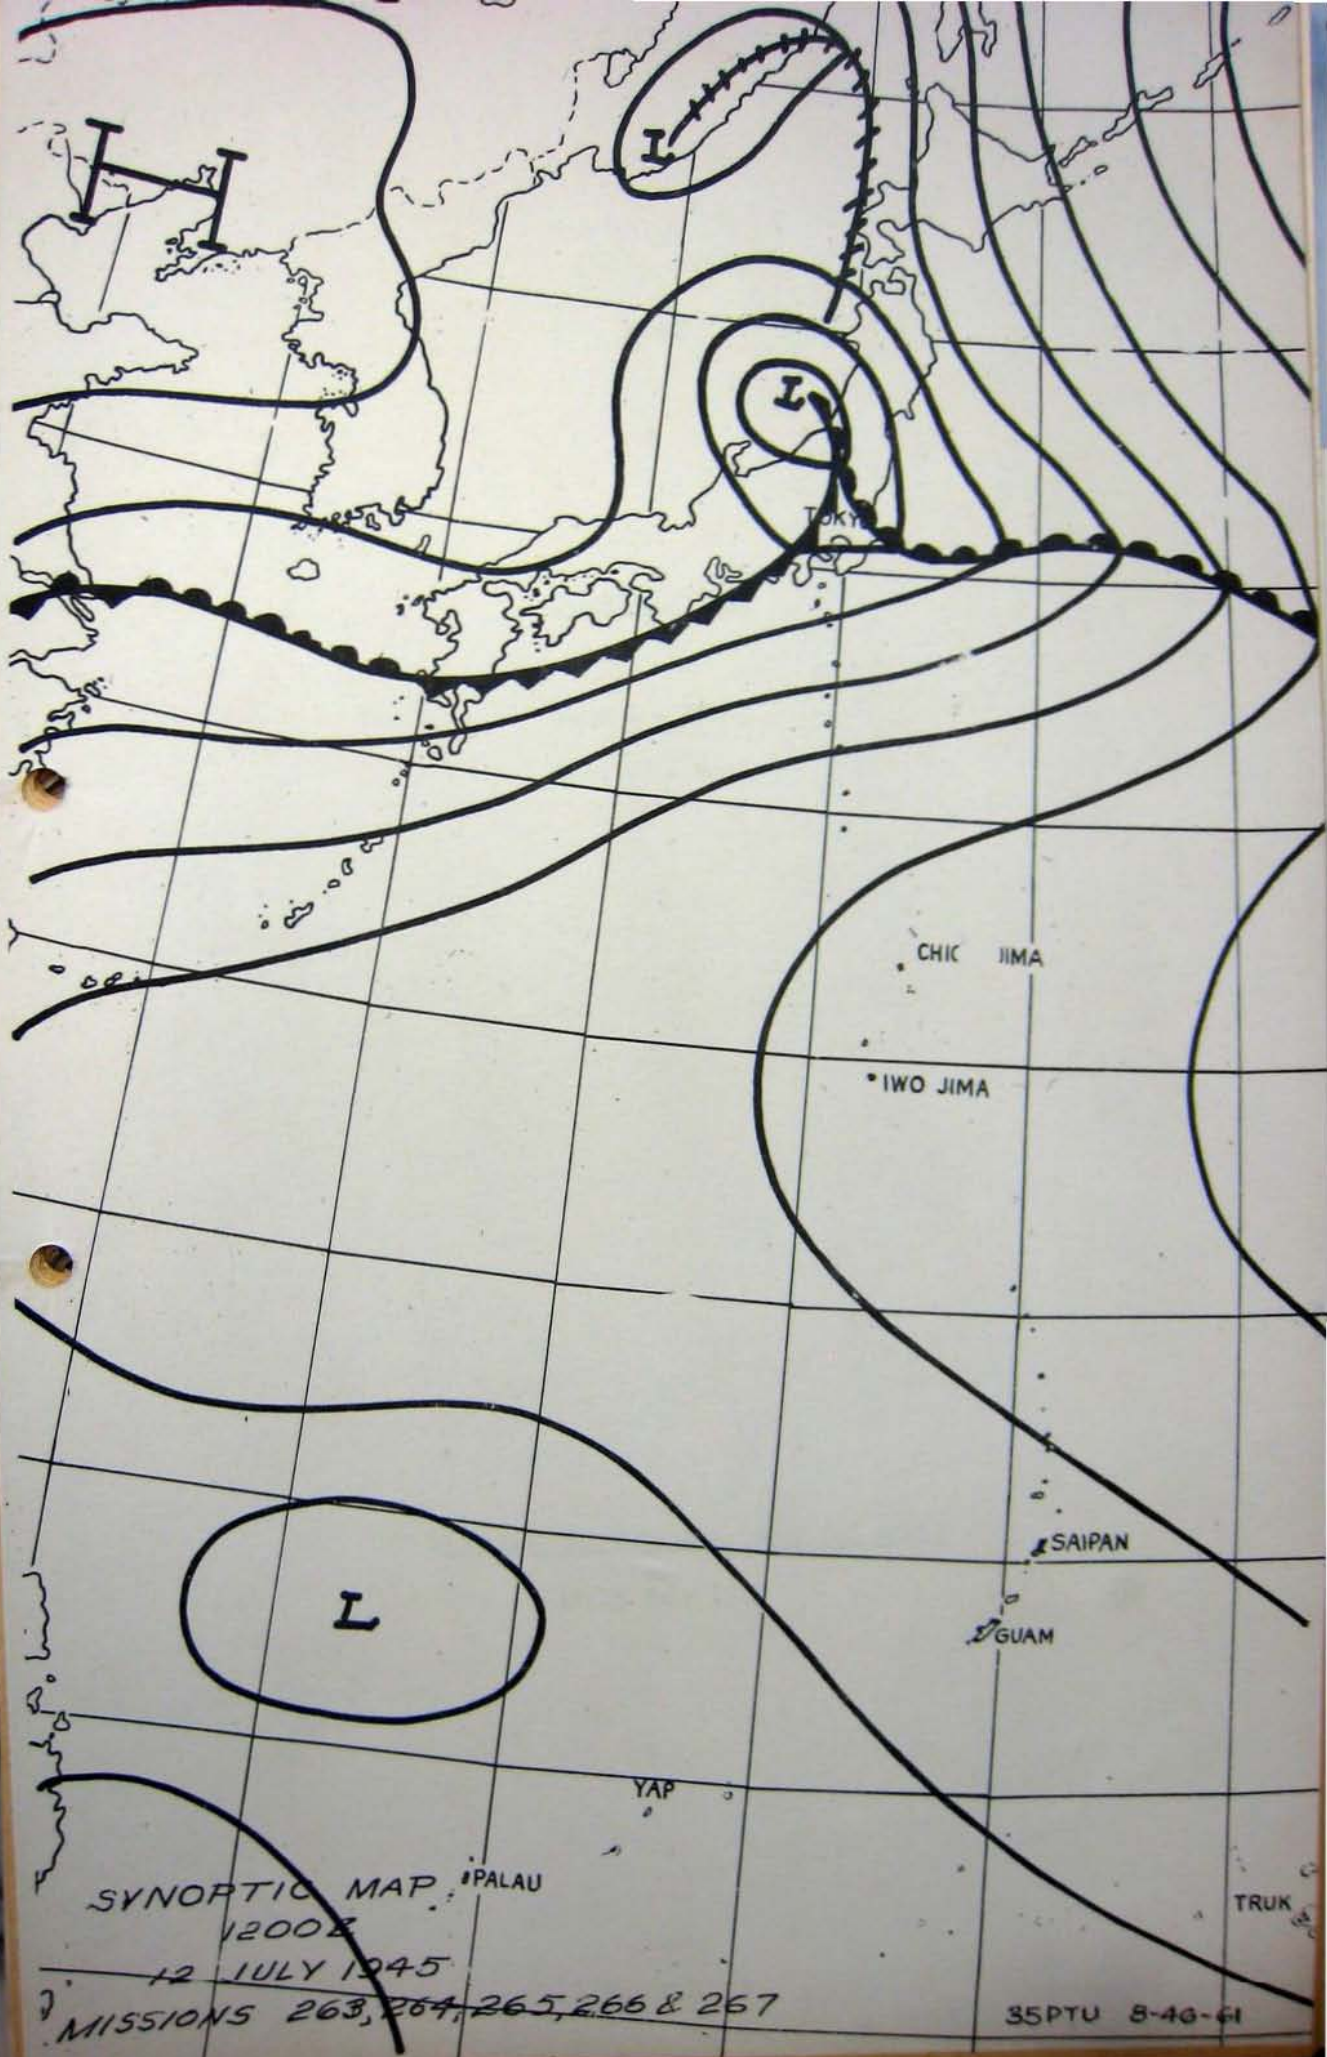 H
L
L
TOKYO
CHIC JIMA
IWO JIMA
SAIPAN
GUAM
L
YAP
PALAU
TRUK
SYNOPTIC MAP
1200Z
12 JULY 1945
MISSIONS 263, 264, 265, 266 & 267
35PTU 8-46-61